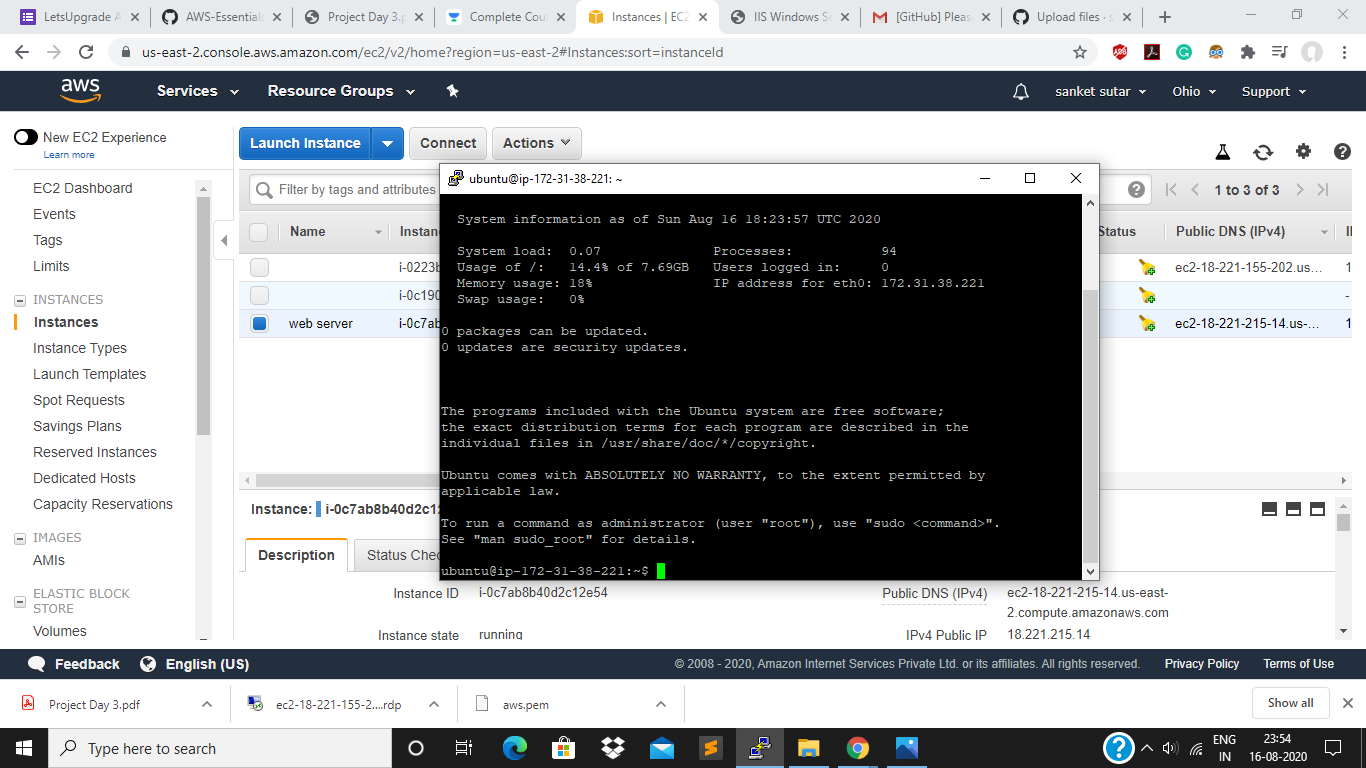 LetsUpgrade A
AWS-Essentials
Project Day 3.p
Complete Cour
Instances | EC2
IIS Windows Se
[GitHub] Pleas
Upload files · s
us-east-2.console.aws.amazon.com/ec2/v2/home?region=us-east-2#Instances:sort=instanceId
aws
Services
Resource Groups
sanket sutar
Ohio
Support
New EC2 Experience
Learn more
Launch Instance
Connect
Actions
EC2 Dashboard
Events
Tags
Limits
INSTANCES
Instances
Instance Types
Launch Templates
Spot Requests
Savings Plans
Reserved Instances
Dedicated Hosts
Capacity Reservations
IMAGES
AMIs
ELASTIC BLOCK
STORE
Volumes
Filter by tags and attributes
1 to 3 of 3
Name
Instan
Status
Public DNS (IPv4)
i-0223b
ec2-18-221-155-202.us...
i-0c190
-
web server
i-0c7ab
ec2-18-221-215-14.us-...
ubuntu@ip-172-31-38-221: ~
System information as of Sun Aug 16 18:23:57 UTC 2020
System load: 0.07 Processes: 94
Usage of /: 14.4% of 7.69GB Users logged in: 0
Memory usage: 18% IP address for eth0: 172.31.38.221
Swap usage: 0%
0 packages can be updated.
0 updates are security updates.
The programs included with the Ubuntu system are free software;
the exact distribution terms for each program are described in the
individual files in /usr/share/doc/*/copyright.
Ubuntu comes with ABSOLUTELY NO WARRANTY, to the extent permitted by
applicable law.
To run a command as administrator (user "root"), use "sudo <command>".
See "man sudo_root" for details.
ubuntu@ip-172-31-38-221:~$
Instance: i-0c7ab8b40d2c12
Description
Status Chec
Instance ID
i-0c7ab8b40d2c12e54
Public DNS (IPv4)
ec2-18-221-215-14.us-east-
2.compute.amazonaws.com
Instance state
running
IPv4 Public IP
18.221.215.14
Feedback
English (US)
© 2008 - 2020, Amazon Internet Services Private Ltd. or its affiliates. All rights reserved.
Privacy Policy
Terms of Use
Project Day 3.pdf
ec2-18-221-155-2....rdp
aws.pem
Show all
Type here to search
ENG
IN
23:54
16-08-2020